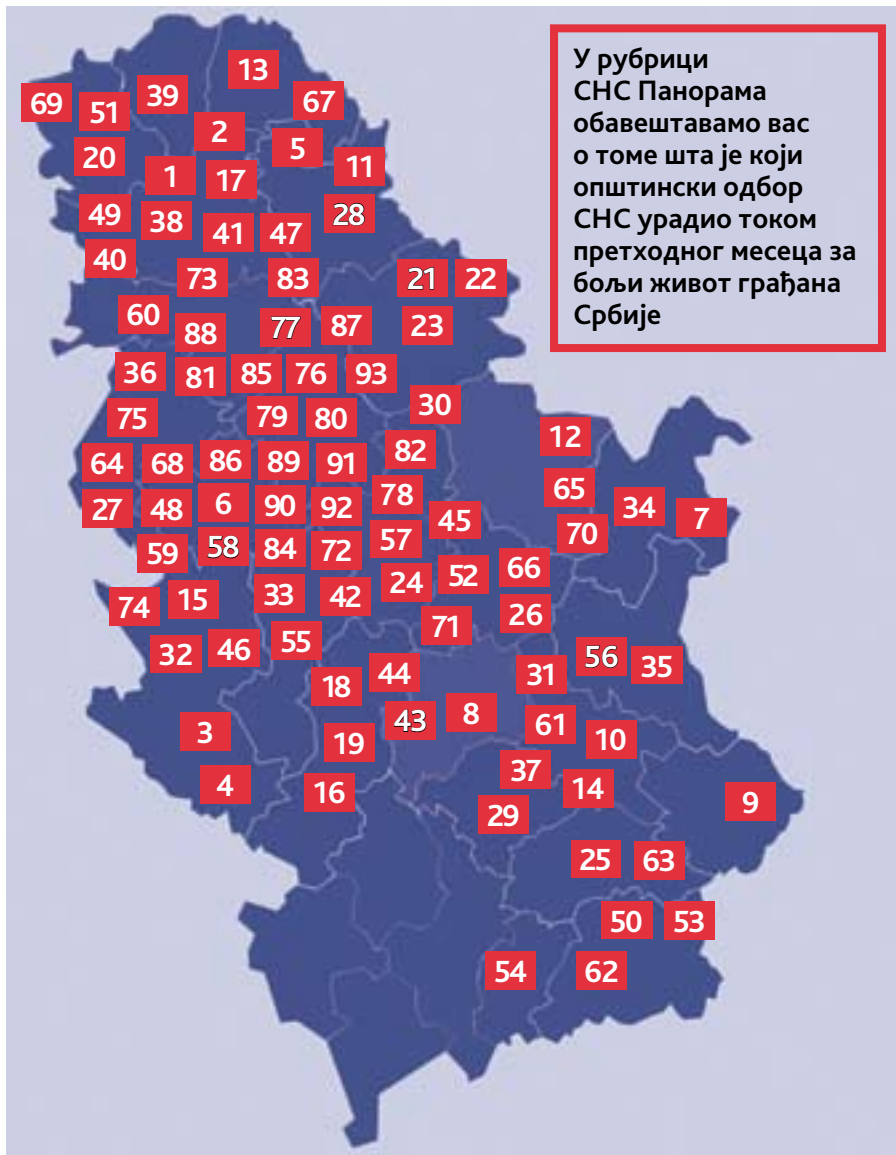 У рубрици
СНС Панорама
обавештавамо вас
о томе шта је који
општински одбор
СНС урадио током
претходног месеца за
бољи живот грађана
Србије
13
69 51 39 67
2 5
20 1 17 11
49 38 41 47 28
40 73 83 21 22
60 88 77 87 23
36 81 85 76 93
75 79 80 30
64 68 86 89 91 82 12
27 48 6 90 92 78 65 34 7
59 58 84 72 57 45 70
74 15 33 42 24 52 66
32 46 55 71 26
18 44 31 56 35
3 19 43 8 61 10
4 16 37 14 9
29
25 63
50 53
54 62